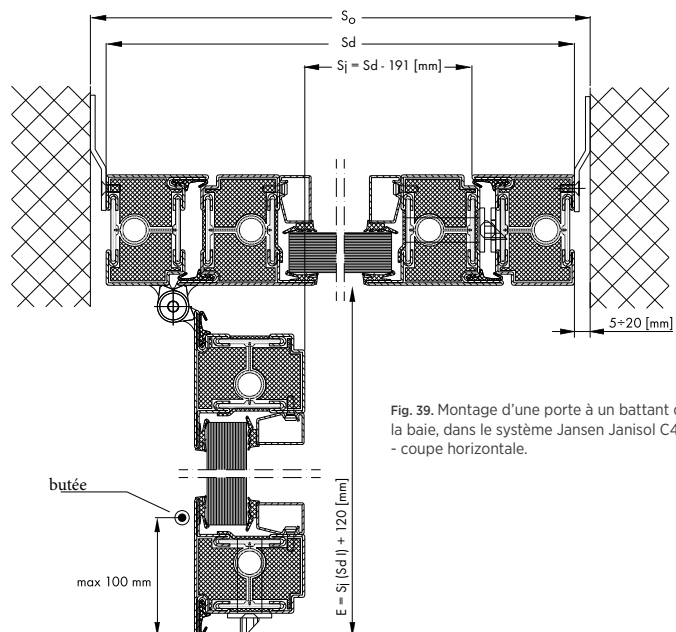 So
Sd
Sj = Sd - 191 [mm]
5÷20 [mm]
Fig. 39. Montage d'une porte à un battant d
la baie, dans le système Jansen Janisol C4
- coupe horizontale.
butée
max 100 mm
E = Sj (Sd I) + 120 [mm]